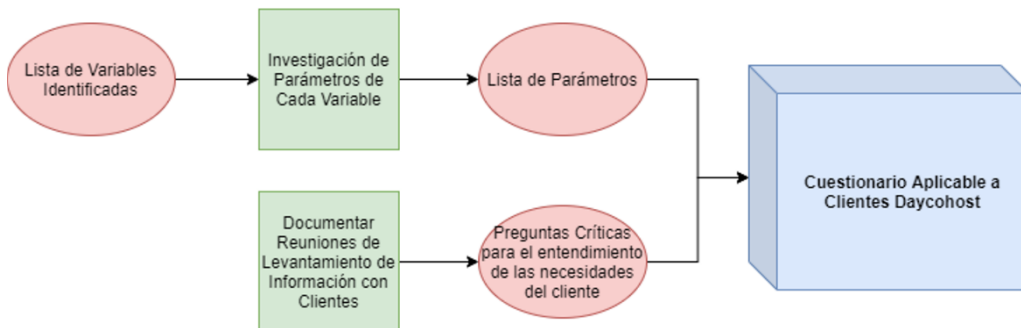 Lista de Variables
Identificadas
Investigación de
Parámetros de
Cada Variable
Lista de Parámetros
Cuestionario Aplicable a
Clientes Daycohost
Documentar
Reuniones de
Levantamiento de
Información con
Clientes
Preguntas Críticas
para el entendimiento
de las necesidades
del cliente